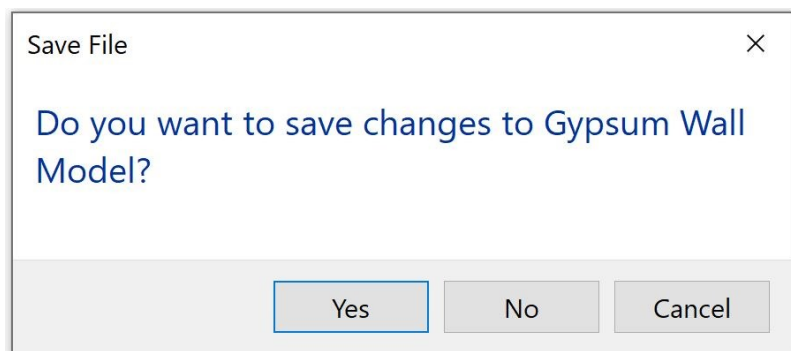 Save File
Do you want to save changes to Gypsum Wall
Model?
Yes
No
Cancel